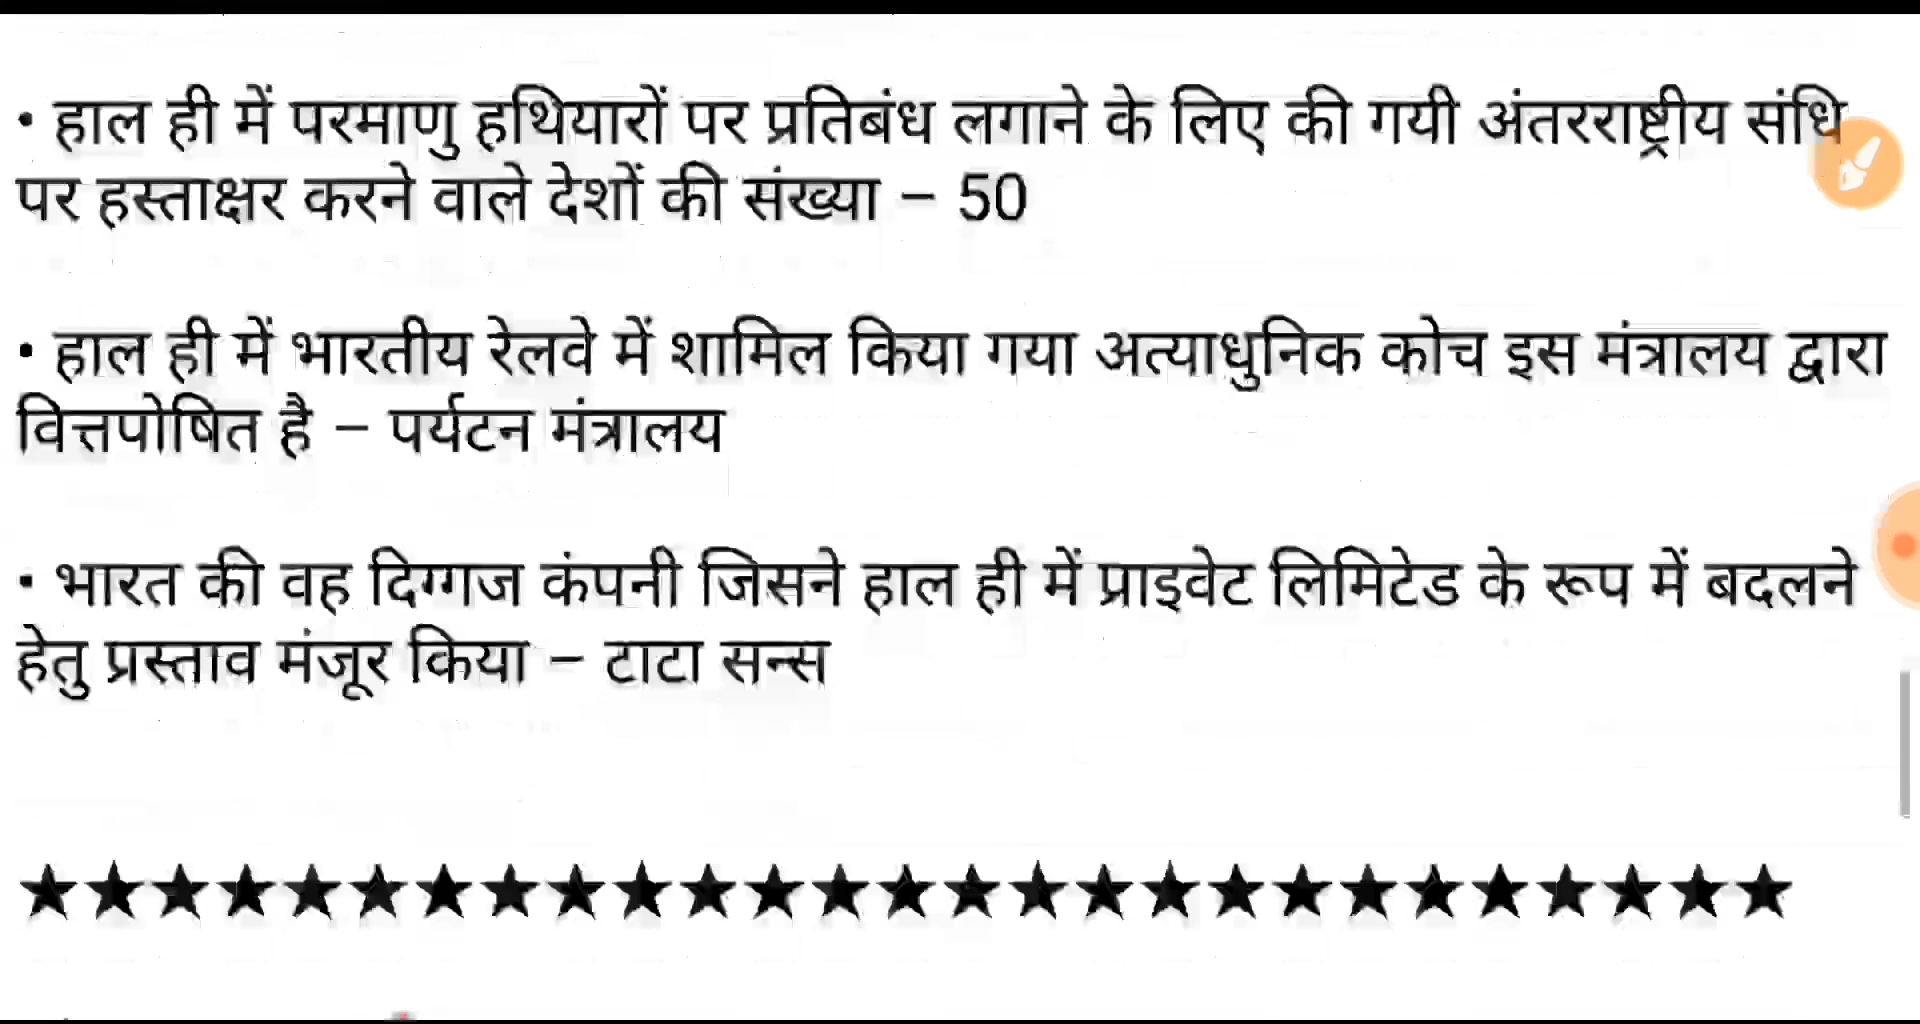 • हाल ही में परमाणु हथियारों पर प्रतिबंध लगाने के लिए की गयी अंतरराष्ट्रीय संधि
पर हस्ताक्षर करने वाले देशों की संख्या – 50
• हाल ही में भारतीय रेलवे में शामिल किया गया अत्याधुनिक कोच इस मंत्रालय द्वारा
वित्तपोषित है – पर्यटन मंत्रालय
• भारत की वह दिग्गज कंपनी जिसने हाल ही में प्राइवेट लिमिटेड के रूप में बदलने
हेतु प्रस्ताव मंजूर किया – टाटा सन्स
★★★★★★★★★★★★★★★★★★★★★★★★★★★